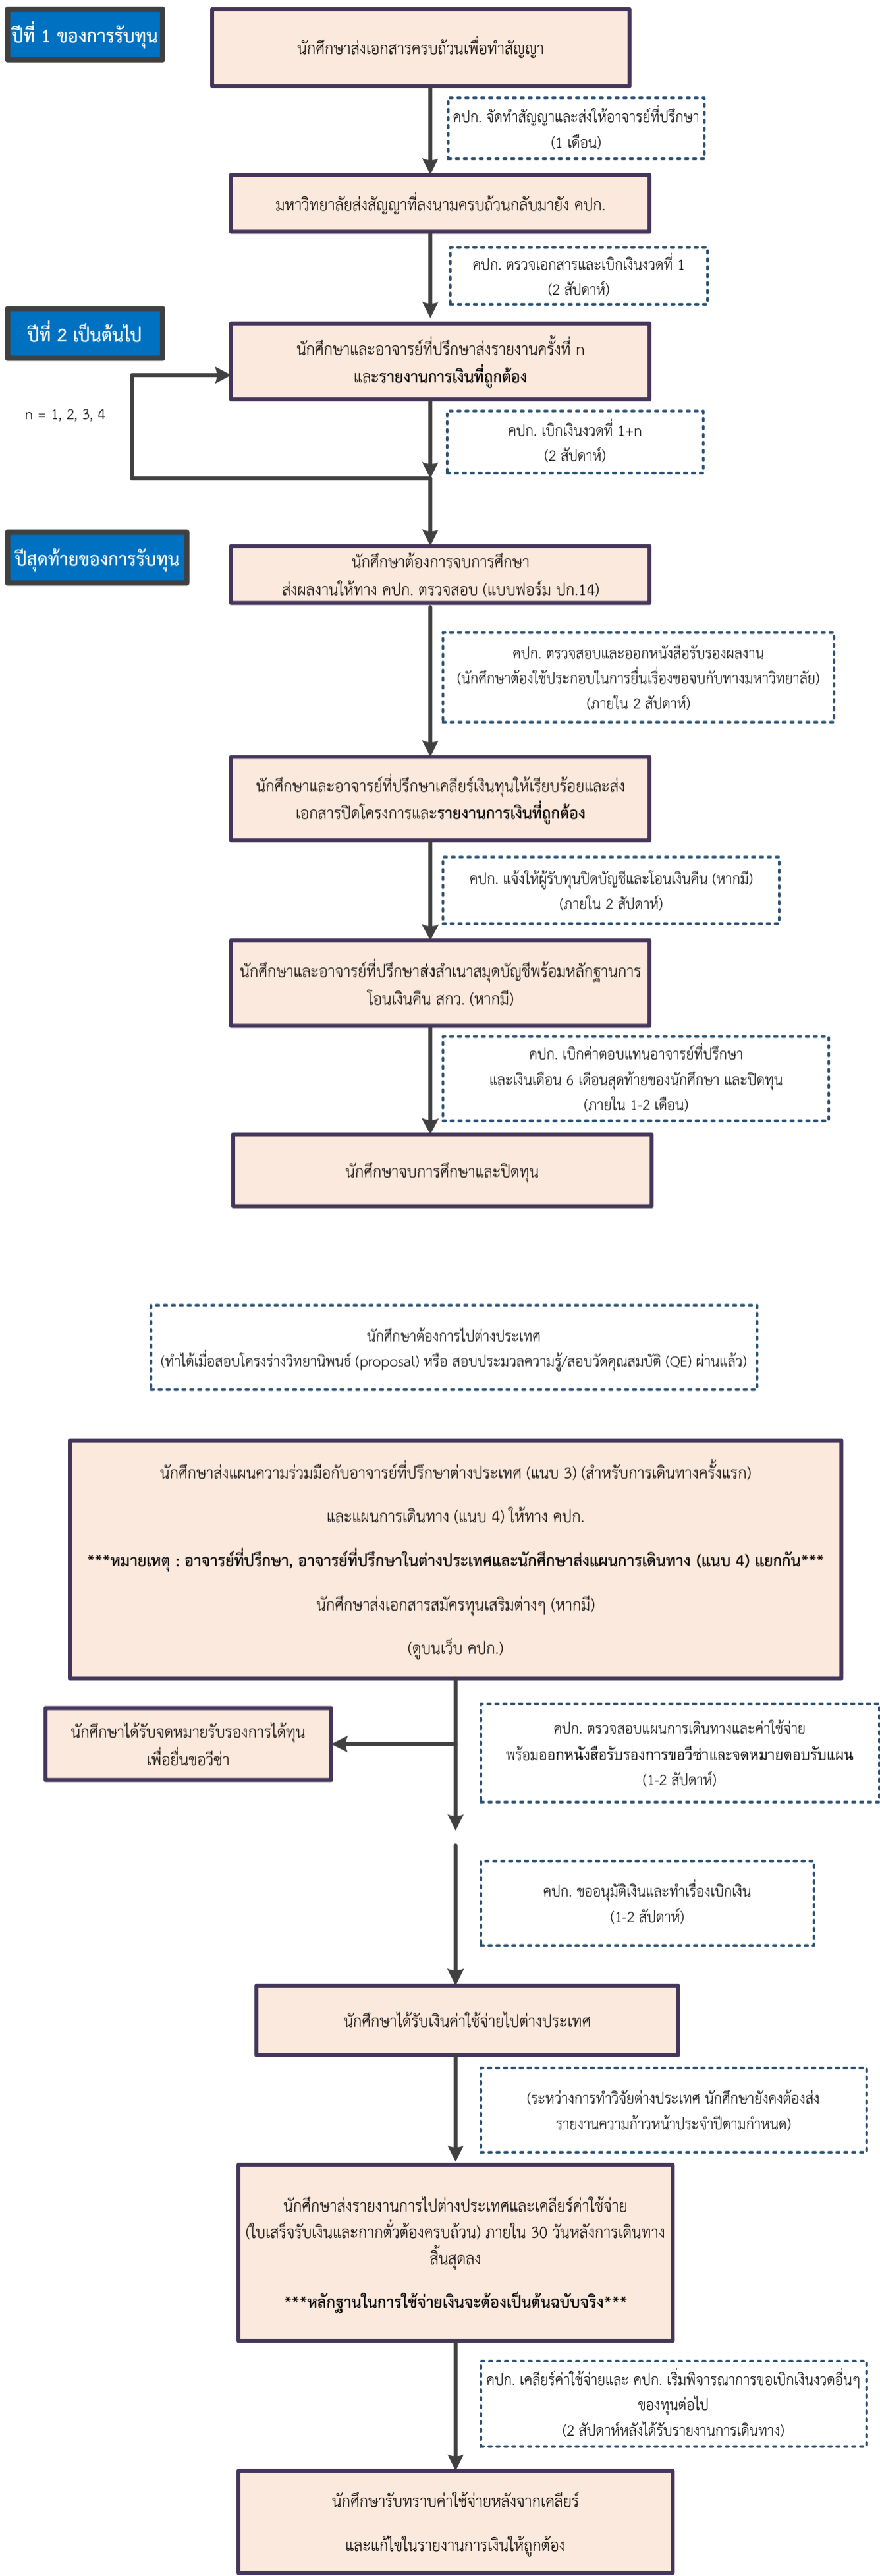 ปีที่ 1 ของการรับทุน
นักศึกษาส่งเอกสารครบถ้วนเพื่อทำสัญญา
คปก. จัดทำสัญญาและส่งให้อาจารย์ที่ปรึกษา
(1 เดือน)
มหาวิทยาลัยส่งสัญญาที่ลงนามครบถ้วนกลับมายัง คปก.
คปก. ตรวจเอกสารและเบิกเงินงวดที่ 1
(2 สัปดาห์)
ปีที่ 2 เป็นต้นไป
นักศึกษาและอาจารย์ที่ปรึกษาส่งรายงานครั้งที่ n
และรายงานการเงินที่ถูกต้อง
n = 1, 2, 3, 4
คปก. เบิกเงินงวดที่ 1+n
(2 สัปดาห์)
ปีสุดท้ายของการรับทุน
นักศึกษาต้องการจบการศึกษา
ส่งผลงานให้ทาง คปก. ตรวจสอบ (แบบฟอร์ม ปก.14)
คปก. ตรวจสอบและออกหนังสือรับรองผลงาน
(นักศึกษาต้องใช้ประกอบในการยื่นเรื่องขอจบกับทางมหาวิทยาลัย)
(ภายใน 2 สัปดาห์)
นักศึกษาและอาจารย์ที่ปรึกษาเคลียร์เงินทุนให้เรียบร้อยและส่ง
เอกสารปิดโครงการและรายงานการเงินที่ถูกต้อง
คปก. แจ้งให้ผู้รับทุนปิดบัญชีและโอนเงินคืน (หากมี)
(ภายใน 2 สัปดาห์)
นักศึกษาและอาจารย์ที่ปรึกษาส่งสำเนาสมุดบัญชีพร้อมหลักฐานการ
โอนเงินคืน สกว. (หากมี)
คปก. เบิกค่าตอบแทนอาจารย์ที่ปรึกษา
และเงินเดือน 6 เดือนสุดท้ายของนักศึกษา และปิดทุน
(ภายใน 1-2 เดือน)
นักศึกษาจบการศึกษาและปิดทุน
นักศึกษาต้องการไปต่างประเทศ
(ทำได้เมื่อสอบโครงร่างวิทยานิพนธ์ (proposal) หรือ สอบประมวลความรู้/สอบวัดคุณสมบัติ (QE) ผ่านแล้ว)
นักศึกษาส่งแผนความร่วมมือกับอาจารย์ที่ปรึกษาต่างประเทศ (แนบ 3) (สำหรับการเดินทางครั้งแรก)
และแผนการเดินทาง (แนบ 4) ให้ทาง คปก.
***หมายเหตุ : อาจารย์ที่ปรึกษา, อาจารย์ที่ปรึกษาในต่างประเทศและนักศึกษาส่งแผนการเดินทาง (แนบ 4) แยกกัน***
นักศึกษาส่งเอกสารสมัครทุนเสริมต่างๆ (หากมี)
(ดูบนเว็บ คปก.)
นักศึกษาได้รับจดหมายรับรองการได้ทุน
เพื่อยื่นขอวีซ่า
คปก. ตรวจสอบแผนการเดินทางและค่าใช้จ่าย
พร้อมออกหนังสือรับรองการขอวีซ่าและจดหมายตอบรับแผน
(1-2 สัปดาห์)
คปก. ขออนุมัติเงินและทำเรื่องเบิกเงิน
(1-2 สัปดาห์)
นักศึกษาได้รับเงินค่าใช้จ่ายไปต่างประเทศ
(ระหว่างการทำวิจัยต่างประเทศ นักศึกษายังคงต้องส่ง
รายงานความก้าวหน้าประจำปีตามกำหนด)
นักศึกษาส่งรายงานการไปต่างประเทศและเคลียร์ค่าใช้จ่าย
(ใบเสร็จรับเงินและกากตั๋วต้องครบถ้วน) ภายใน 30 วันหลังการเดินทาง
สิ้นสุดลง
***หลักฐานในการใช้จ่ายเงินจะต้องเป็นต้นฉบับจริง***
คปก. เคลียร์ค่าใช้จ่ายและ คปก. เริ่มพิจารณาการขอเบิกเงินงวดอื่นๆ
ของทุนต่อไป
(2 สัปดาห์หลังได้รับรายงานการเดินทาง)
นักศึกษารับทราบค่าใช้จ่ายหลังจากเคลียร์
และแก้ไขในรายงานการเงินให้ถูกต้อง